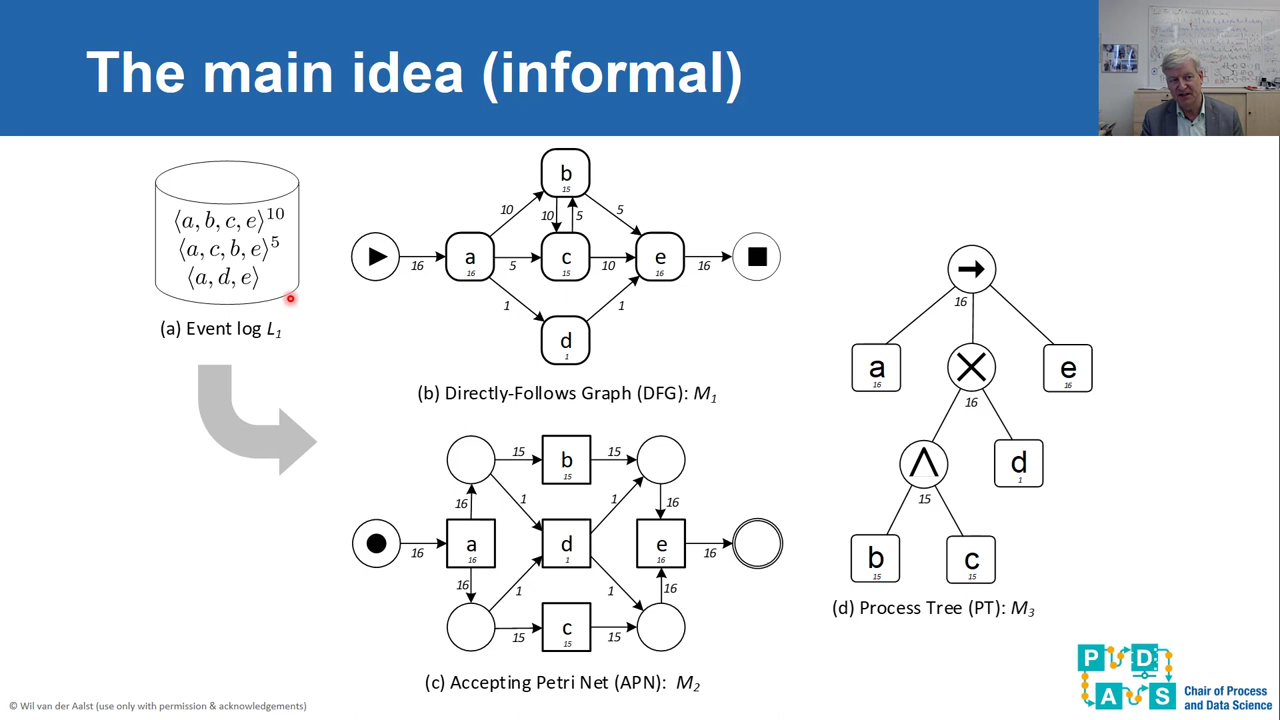 The main idea (informal)
⟨a, b, c, e⟩¹⁰
⟨a, c, b, e⟩⁵
⟨a, d, e⟩
(a) Event log L₁
b
15
10
10
5
5
16
a
16
5
c
15
10
e
16
16
1
1
d
1
(b) Directly-Follows Graph (DFG): M₁
15
b
15
15
16
1
1
16
16
a
16
d
1
e
16
16
16
1
1
16
15
c
15
15
(c) Accepting Petri Net (APN): M₂
16
a
16
e
16
16
d
1
15
b
15
c
15
(d) Process Tree (PT): M₃
P D
A S
Chair of Process
and Data Science
© Wil van der Aalst (use only with permission & acknowledgements)